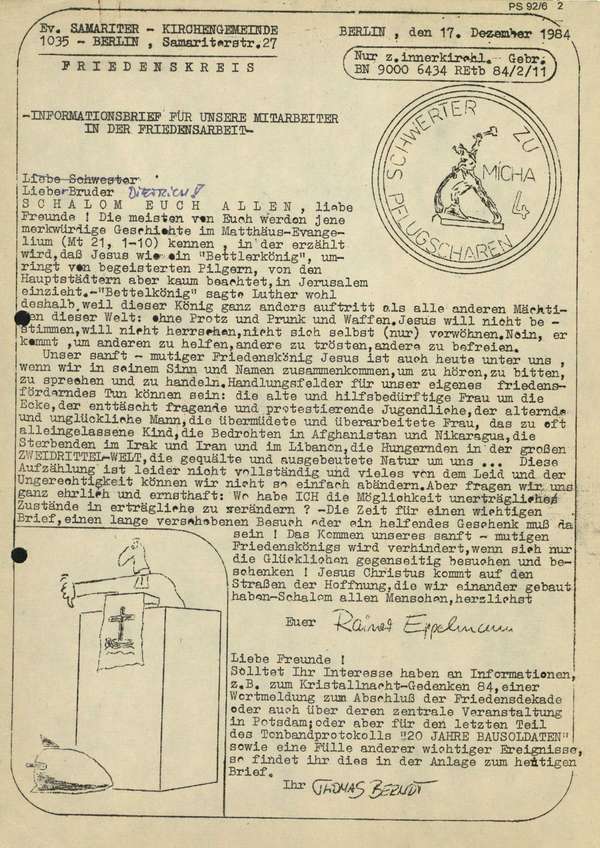 PS 92/6 2
Ev. SAMARITER - KIRCHENGEMEINDE
1035 - BERLIN , Samariterstr.27
FRIEDENSKREIS
BERLIN , den 17. Dezember 1984
Nur z.innerkirchl. Gebr.
BN 9000 6434 REtb 84/2/11
-INFORMATIONSBRIEF FÜR UNSERE MITARBEITER
IN DER FRIEDENSARBEIT-
SCHWERTER ZU
PFLUGSCHAREN
MICHA
4
Liebe Schwester
Lieber Bruder
SCHALOM EUCH ALLEN, liebe
Freunde ! Die meisten von Euch werden jene
merkwürdige Geschichte im Matthäus-Evange-
lium (Mt 21, 1-10) kennen , in der erzählt
wird,daß Jesus wie ein "Bettlerkönig", um-
ringt von begeisterten Pilgern, von den
Hauptstädtern aber kaum beachtet,in Jerusalem
einzieht.-"Bettelkönig" sagte Luther wohl
deshalb,weil dieser König ganz anders auftritt als alle anderen Mächti-
en dieser Welt: ohne Protz und Prunk und Waffen.Jesus will nicht be -
stimmen,will nicht herrschen,nicht sich selbst (nur) verwöhnen.Nein, er
kommt ,um anderen zu helfen,andere zu trösten,andere zu befreien.
Unser sanft - mutiger Friedenskönig Jesus ist auch heute unter uns ,
wenn wir in seinem Sinn und Namen zusammenkommen,um zu hören,zu bitten,
zu sprechen und zu handeln.Handlungsfelder für unser eigenes friedens-
förderndes Tun können sein: die alte und hilfsbedürftige Frau um die
Ecke,der enttäscht fragende und protestierende Jugendliche,der alternde
und unglückliche Mann,die übermüdete und überarbeitete Frau, das zu oft
alleingelassene Kind,die Bedrohten in Afghanistan und Nikaragua,die
Sterbenden im Irak und Iran und im Libanon,die Hungernden in der großen
ZWEIDRITTEL-WELT,die gequälte und ausgebeutete Natur um uns ... Diese
Aufzählung ist leider nicht vollständig und vieles von dem Leid und der
Ungerechtigkeit können wir nicht so einfach abändern.Aber fragen wir uns
ganz ehrlich und ernsthaft: Wo habe ICH die Möglichkeit unerträgliches
Zustände in erträgliche zu verändern ? -Die Zeit für einen wichtigen
Brief,einen lange verschobenen Besuch oder ein helfendes Geschenk muß da
sein ! Das Kommen unseres sanft - mutigen
Friedenskönigs wird verhindert,wenn sich nur
die Glücklichen gegenseitig besuchen und be-
schenken ! Jesus Christus kommt auf den
Straßen der Hoffnung,die wir einander gebaut
haben-Schalom allen Menschen,herzlichst
Euer Rainer Eppelmann
Liebe Freunde !
Solltet Ihr Interesse haben an Informationen,
z.B. zum Kristallnacht-Gedenken 84,einer
Wortmeldung zum Abschluß der Friedensdekade
oder auch über deren zentrale Veranstaltung
in Potsdam;oder aber für den letzten Teil
des Tonbandprotokolls "20 JAHRE BAUSOLDATEN"
sowie eine Fülle anderer wichtiger Ereignisse,
so findet ihr dies in der Anlage zum heutigen
Brief.
Ihr THOMAS BERNDT